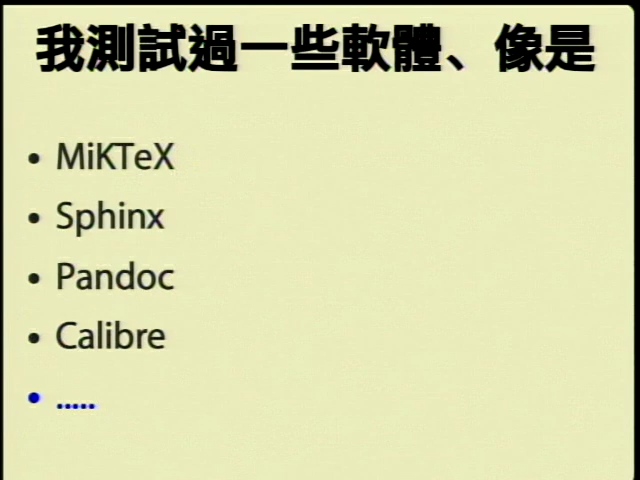 我測試過一些軟體、像是
• MiKTeX
• Sphinx
• Pandoc
• Calibre
• .....